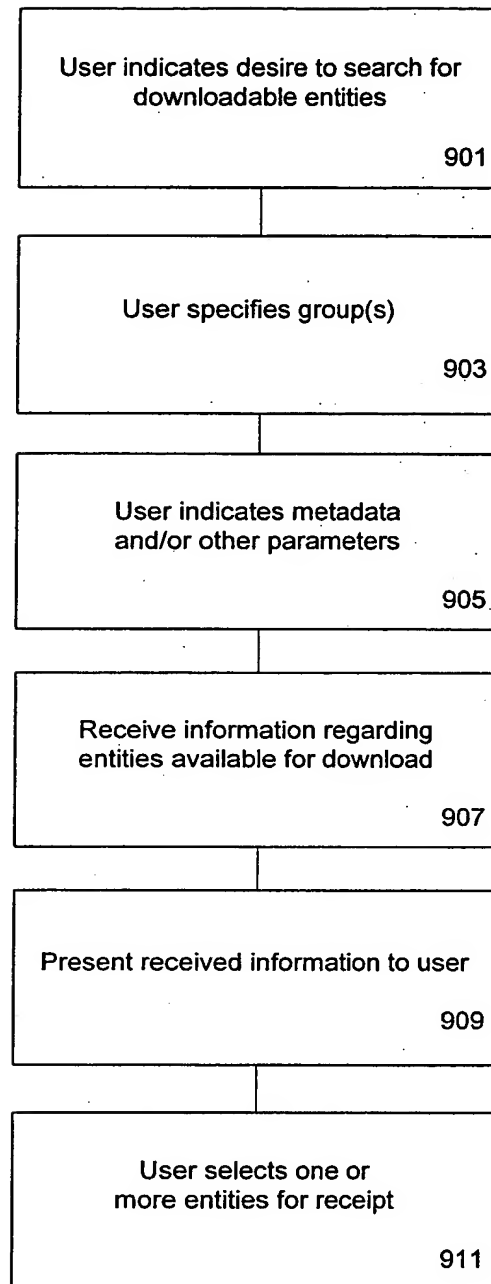 User indicates desire to search for
downloadable entities
901
User specifies group(s)
903
User indicates metadata
and/or other parameters
905
Receive information regarding
entities available for download
907
Present received information to user
909
User selects one or
more entities for receipt
911